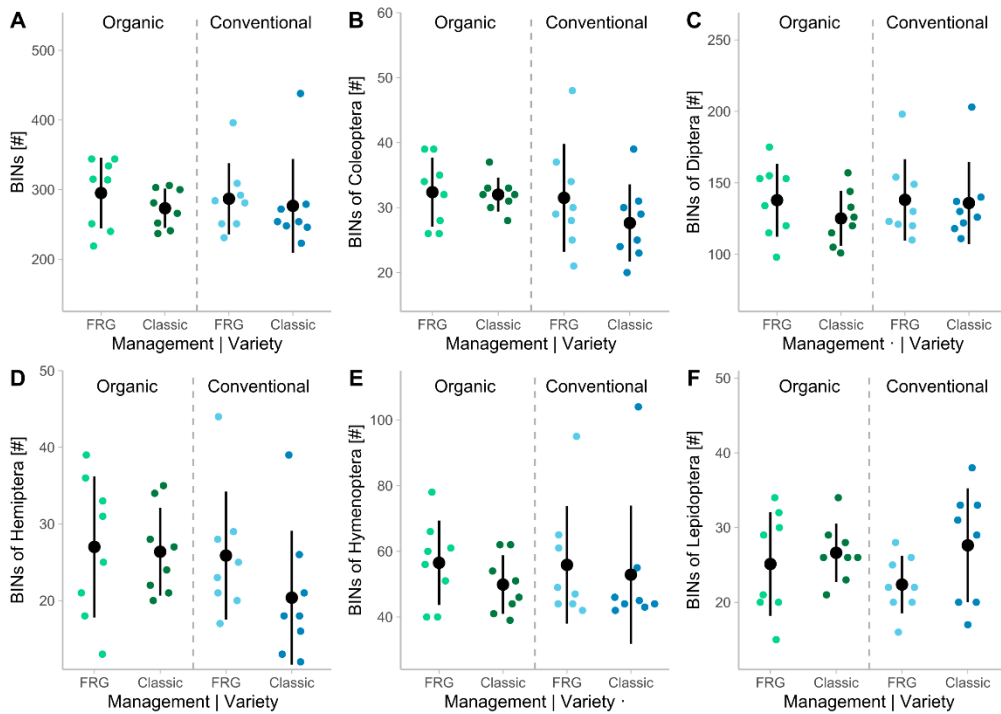 A
Organic
Conventional
BINs [#]
500
400
300
200
FRG
Classic
FRG
Classic
Management | Variety
B
Organic
Conventional
BINs of Coleoptera [#]
60
50
40
30
20
FRG
Classic
FRG
Classic
Management | Variety
C
Organic
Conventional
BINs of Diptera [#]
250
200
150
100
FRG
Classic
FRG
Classic
Management · | Variety
D
Organic
Conventional
BINs of Hemiptera [#]
50
40
30
20
FRG
Classic
FRG
Classic
Management | Variety
E
Organic
Conventional
BINs of Hymenoptera [#]
100
80
60
40
FRG
Classic
FRG
Classic
Management | Variety ·
F
Organic
Conventional
BINs of Lepidoptera [#]
50
40
30
20
FRG
Classic
FRG
Classic
Management | Variety